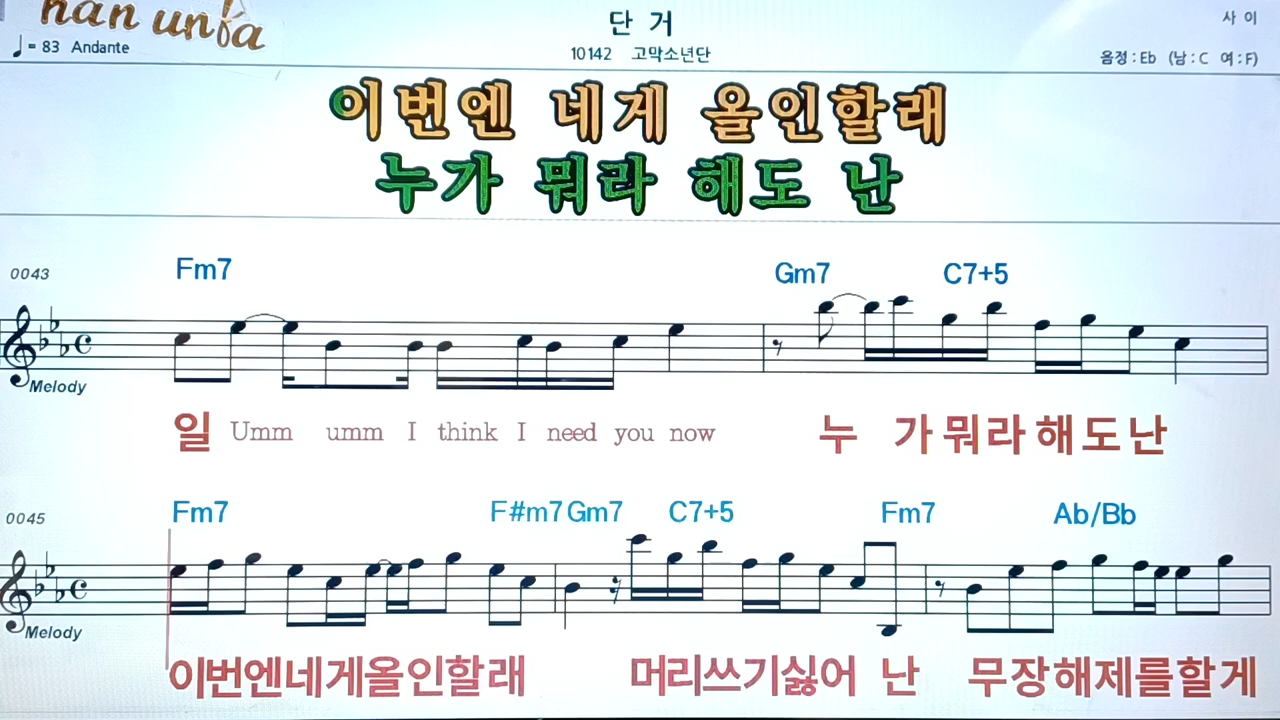 han unfa
단 거
사 이
♩= 83 Andante
10142 고막소년단
음정 : Eb (남 : C 여 : F)
이번엔 네게 올인할래
누가 뭐라 해도 난
0043 Fm7 Gm7 C7+5
Melody
일 Umm umm I think I need you now 누 가 뭐라 해도난
0045 Fm7 F#m7 Gm7 C7+5 Fm7 Ab/Bb
Melody
이번엔네게올인할래 머리쓰기싫어 난 무장해제를할게